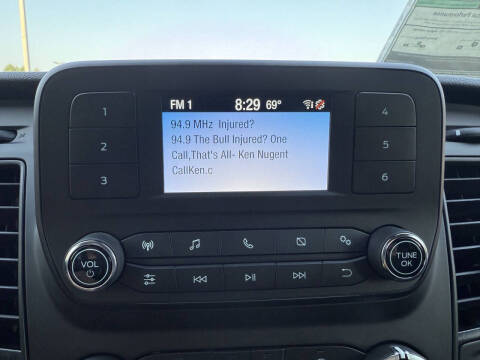 FM 1 8:29 69°
94.9 MHz Injured?
94.9 The Bull Injured? One
Call,That's All- Ken Nugent
CallKen.c
1
2
3
4
5
6
VOL
TUNE
OK